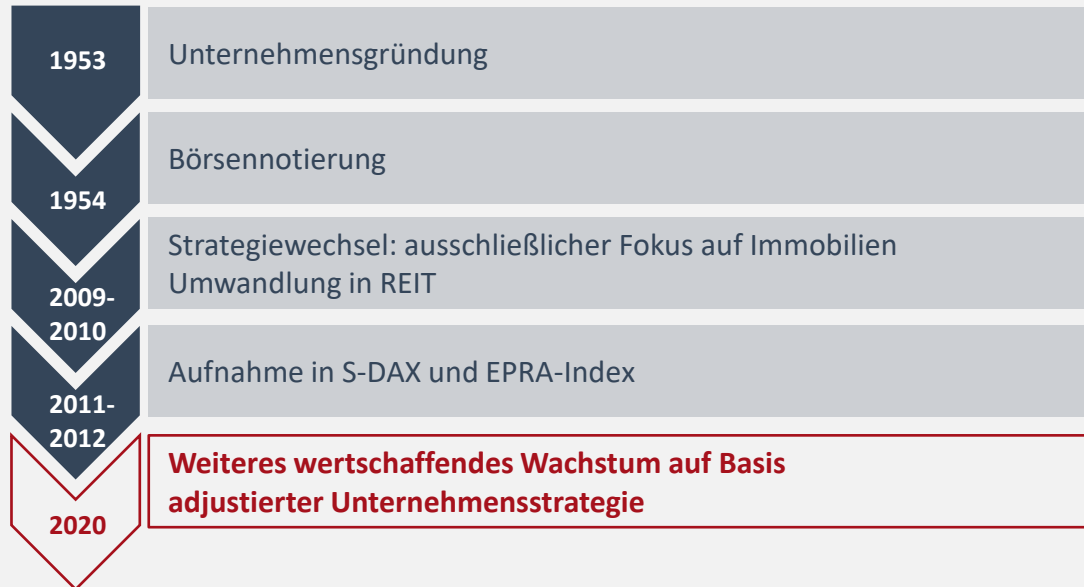 1953
Unternehmensgründung
1954
Börsennotierung
2009-
2010
Strategiewechsel: ausschließlicher Fokus auf Immobilien
Umwandlung in REIT
2011-
2012
Aufnahme in S-DAX und EPRA-Index
2020
Weiteres wertschaffendes Wachstum auf Basis
adjustierter Unternehmensstrategie